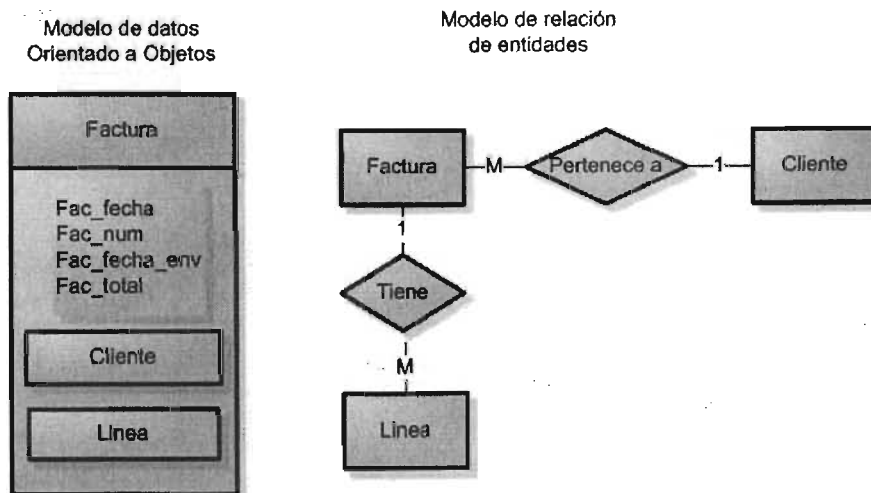 Modelo de datos
Orientado a Objetos
Factura
Fac_fecha
Fac_num
Fac_fecha_env
Fac_total
Cliente
Linea
Modelo de relación
de entidades
Factura
M
Pertenece a
1
Cliente
1
Tiene
M
Linea